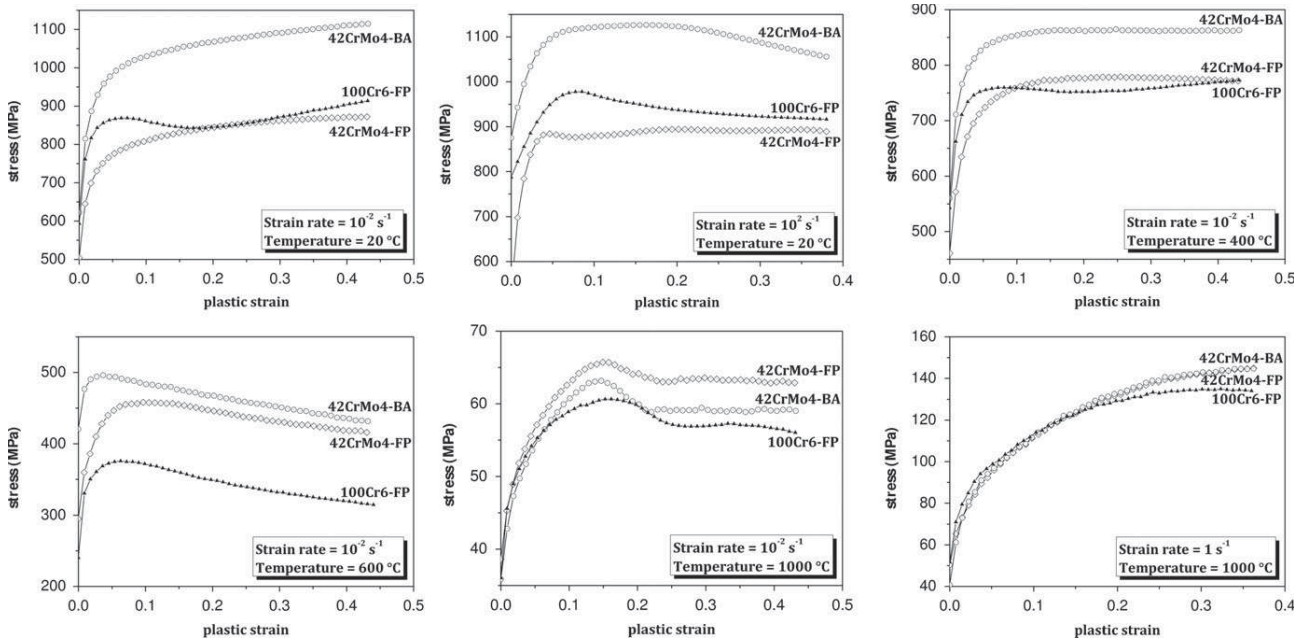 1100
1000
900
800
700
600
500
stress (MPa)
42CrMo4-BA
100Cr6-FP
42CrMo4-FP
Strain rate = 10⁻² s⁻¹
Temperature = 20 °C
0.0 0.1 0.2 0.3 0.4 0.5
plastic strain
1100
1000
900
800
700
600
stress (MPa)
42CrMo4-BA
100Cr6-FP
42CrMo4-FP
Strain rate = 10² s⁻¹
Temperature = 20 °C
0.0 0.1 0.2 0.3 0.4
plastic strain
900
800
700
600
500
450
stress (MPa)
42CrMo4-BA
42CrMo4-FP
100Cr6-FP
Strain rate = 10⁻² s⁻¹
Temperature = 400 °C
0.0 0.1 0.2 0.3 0.4 0.5
plastic strain
500
400
300
200
stress (MPa)
42CrMo4-BA
42CrMo4-FP
100Cr6-FP
Strain rate = 10⁻² s⁻¹
Temperature = 600 °C
0.0 0.1 0.2 0.3 0.4 0.5
plastic strain
70
60
50
40
stress (MPa)
42CrMo4-FP
42CrMo4-BA
100Cr6-FP
Strain rate = 10⁻² s⁻¹
Temperature = 1000 °C
0.0 0.1 0.2 0.3 0.4 0.5
plastic strain
160
140
120
100
80
60
40
stress (MPa)
42CrMo4-BA
42CrMo4-FP
100Cr6-FP
Strain rate = 1 s⁻¹
Temperature = 1000 °C
0.0 0.1 0.2 0.3 0.4
plastic strain